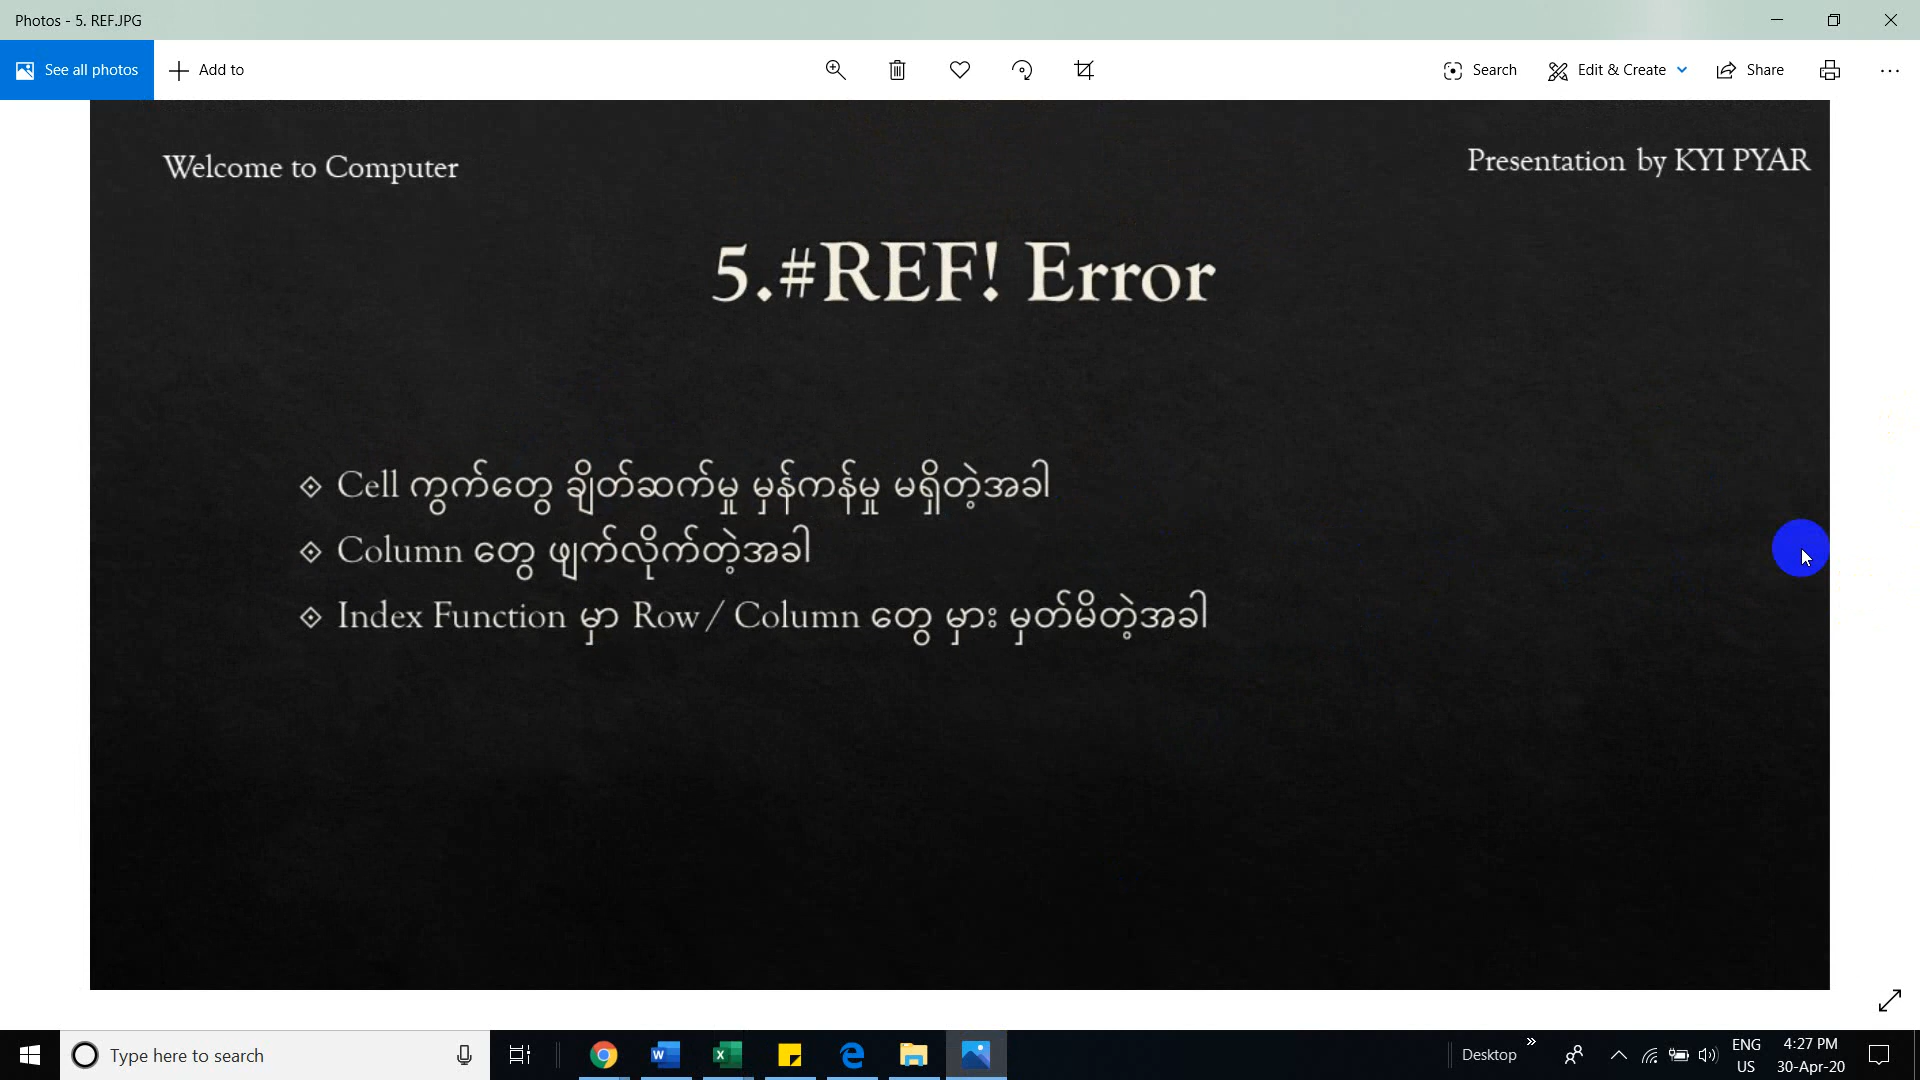 Photos - 5. REF.JPG
See all photos
Add to
Search
Edit & Create
Share
Welcome to Computer
Presentation by KYI PYAR
5.#REF! Error
Cell ကွက်တွေ ချိတ်ဆက်မှု မှန်ကန်မှု မရှိတဲ့အခါ
Column တွေ ဖျက်လိုက်တဲ့အခါ
Index Function မှာ Row / Column တွေ မှား မှတ်မိတဲ့အခါ
Type here to search
Desktop
ENG
US
4:27 PM
30-Apr-20